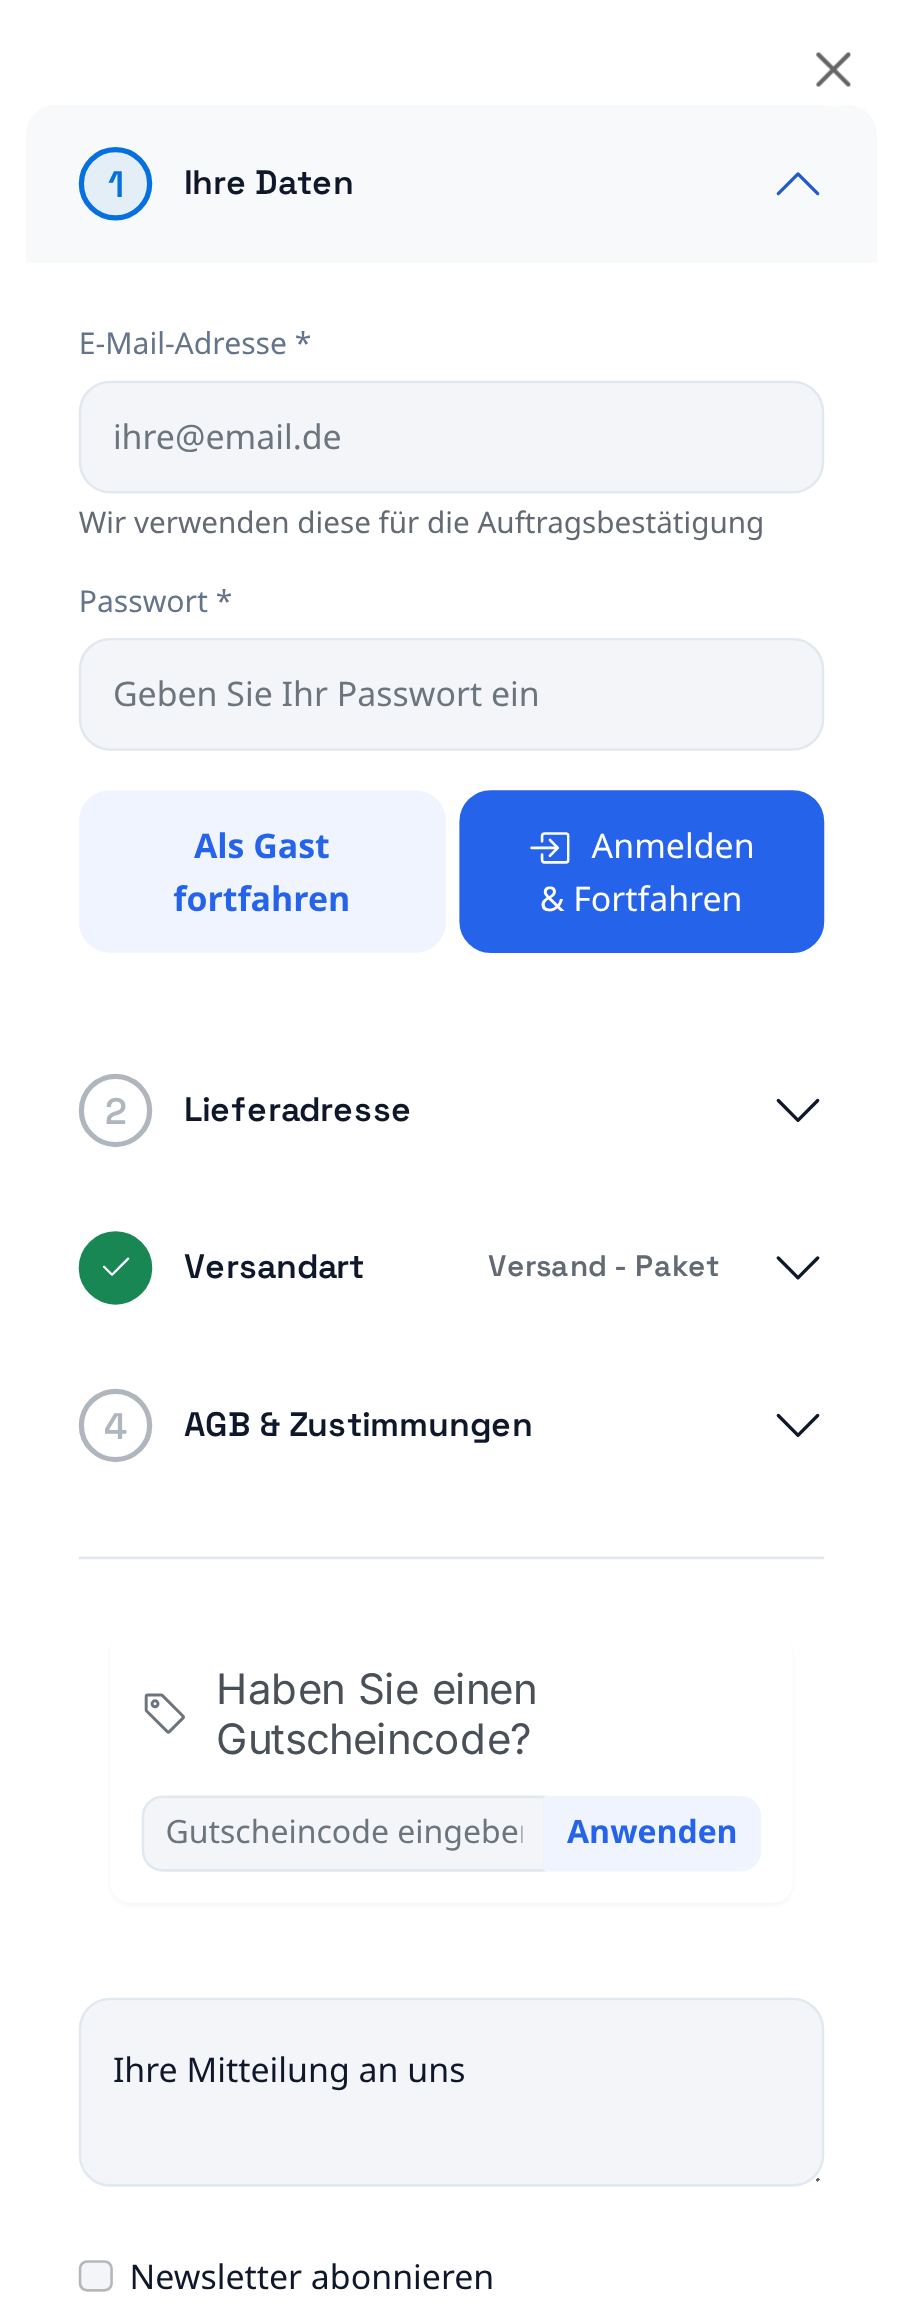 1 Ihre Daten
E-Mail-Adresse *
ihre@email.de
Wir verwenden diese für die Auftragsbestätigung
Passwort *
Geben Sie Ihr Passwort ein
Als Gast
fortfahren
Anmelden
& Fortfahren
2 Lieferadresse
Versandart Versand - Paket
4 AGB & Zustimmungen
Haben Sie einen
Gutscheincode?
Gutscheincode eingeben Anwenden
Ihre Mitteilung an uns
Newsletter abonnieren